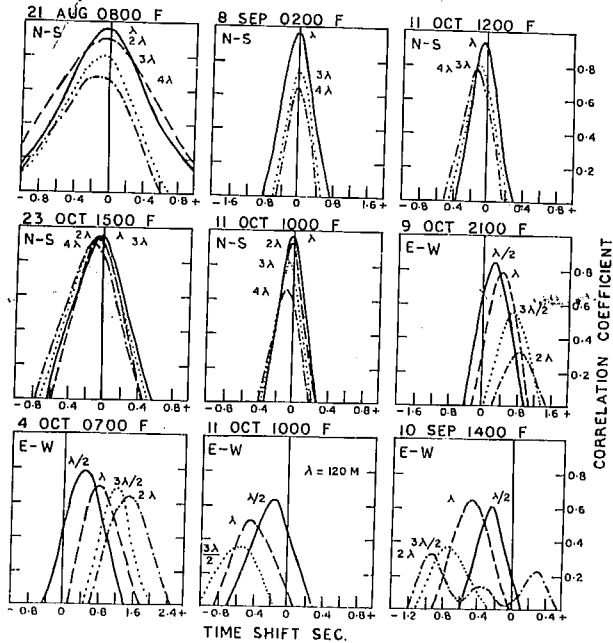 21 AUG 0800 F
N-S
λ
2λ
3λ
4λ
-0.8 0.4 0 0.4 0.8+
8 SEP 0200 F
N-S
λ
3λ
4λ
-1.6 0.8 0 0.8 1.6+
11 OCT 1200 F
N-S
λ
3λ
4λ
0.8
0.6
0.4
0.2
-1.6 0.8 0 0.8 1.6+
23 OCT 1500 F
N-S
2λ
4λ
λ
3λ
0.8 0.4 0 0.4 0.8+
11 OCT 1000 F
N-S
2λ
λ
3λ
4λ
0.8 0.4 0 0.4 0.8+
9 OCT 2100 F
E-W
λ/2
λ
3λ/2
2λ
0.8
0.6
0.4
0.2
-1.6 0.8 0 0.8 1.6+
4 OCT 0700 F
E-W
λ/2
λ
3λ/2
2λ
-0.8 0 0.8 1.6 2.4+
11 OCT 1000 F
E-W
λ = 120 M
λ/2
λ
3λ/2
-0.8 0.4 0 0.4 0.8+
10 SEP 1400 F
E-W
λ
λ/2
3λ/2
2λ
0.8
0.6
0.4
0.2
-1.2 0.8 0.4 0 0.4+
TIME SHIFT SEC.
CORRELATION COEFFICIENT